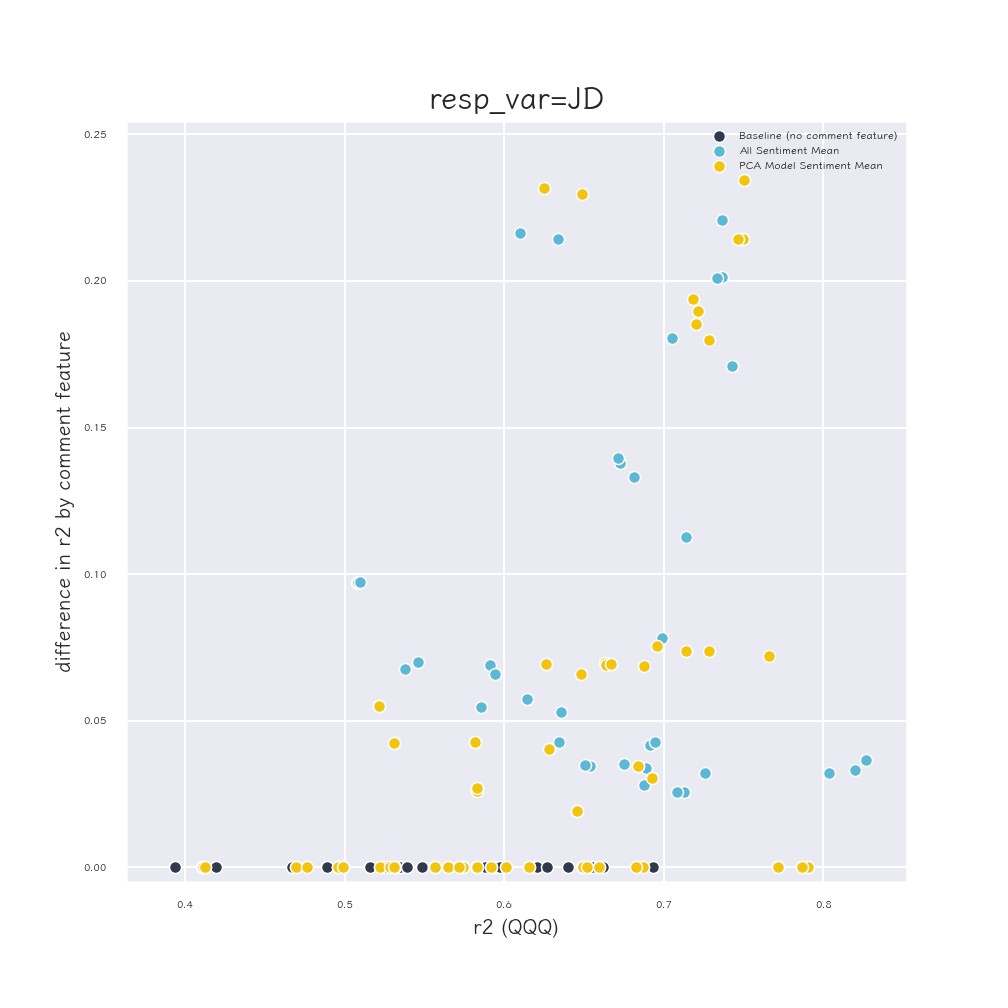 resp_var=JD
0.25
Baseline (no comment feature)
All Sentiment Mean
PCA Model Sentiment Mean
0.20
0.15
0.10
0.05
0.00
difference in r2 by comment feature
0.4 0.5 0.6 0.7 0.8
r2 (QQQ)